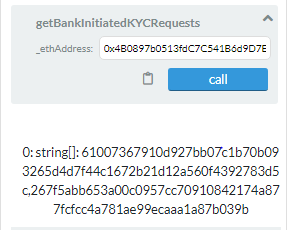 getBankInitiatedKYCRequests
_ethAddress: 0x4B0897b0513fdC7C541B6d9D7E
call
0: string[]: 61007367910d927bb07c1b70b09
3265d4d7f44c1672b21d12a560f4392783d5
c,267f5abb653a00c0957cc70910842174a87
7fcfcc4a781ae99ecaaa1a87b039b